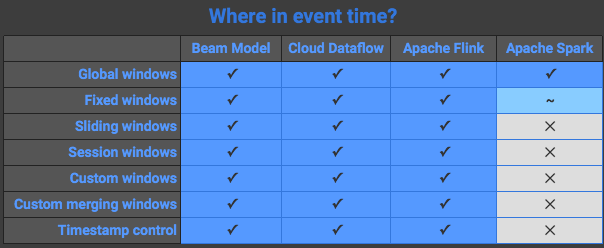 Where in event time?
Beam Model Cloud Dataflow Apache Flink Apache Spark
Global windows ✓ ✓ ✓ ✓
Fixed windows ✓ ✓ ✓ ~
Sliding windows ✓ ✓ ✓ ×
Session windows ✓ ✓ ✓ ×
Custom windows ✓ ✓ ✓ ×
Custom merging windows ✓ ✓ ✓ ×
Timestamp control ✓ ✓ ✓ ×